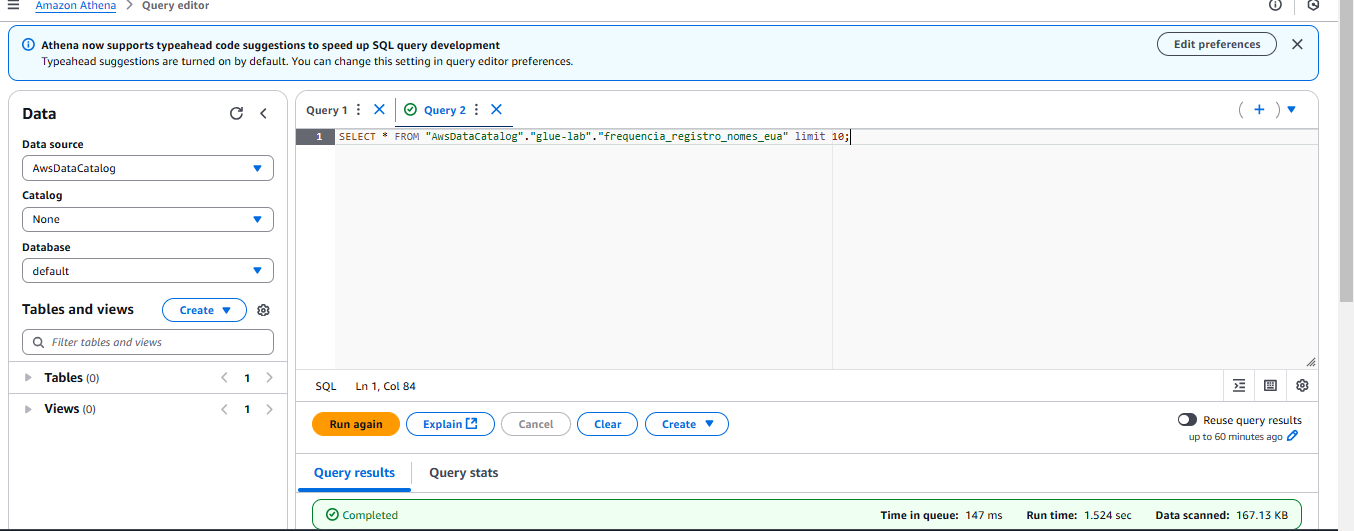 Amazon Athena > Query editor
Athena now supports typeahead code suggestions to speed up SQL query development
Typeahead suggestions are turned on by default. You can change this setting in query editor preferences.
Edit preferences
Data
Data source
AwsDataCatalog
Catalog
None
Database
default
Tables and views
Create
Filter tables and views
Tables (0)
1
Views (0)
1
Query 1
Query 2
1 SELECT * FROM "AwsDataCatalog"."glue-lab"."frequencia_registro_nomes_eua" limit 10;
SQL Ln 1, Col 84
Run again Explain Cancel Clear Create
Reuse query results
up to 60 minutes ago
Query results Query stats
Completed
Time in queue: 147 ms Run time: 1.524 sec Data scanned: 167.13 KB